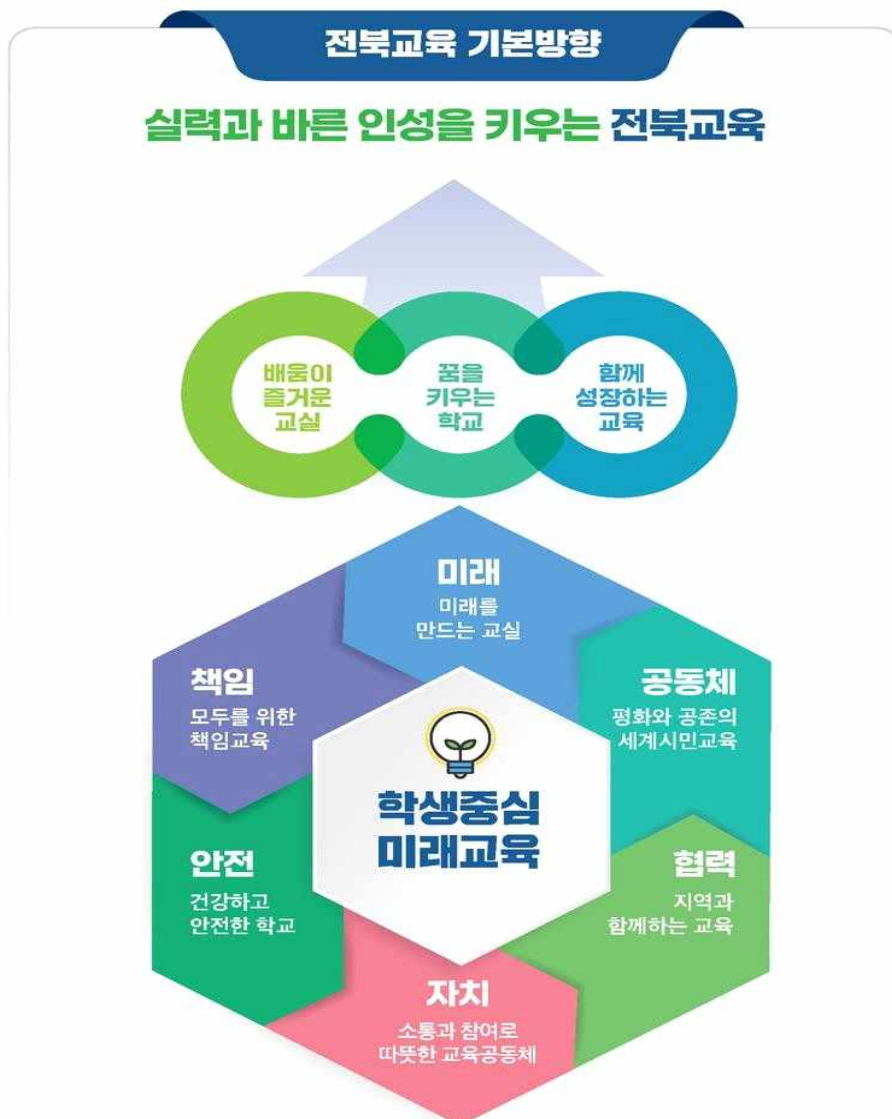 전북교육 기본방향
실력과 바른 인성을 키우는 전북교육
배움이
즐거운
교실
꿈을
키우는
학교
함께
성장하는
교육
미래
미래를
만드는 교실
책임
모두를 위한
책임교육
공동체
평화와 공존의
세계시민교육
학생중심
미래교육
안전
건강하고
안전한 학교
협력
지역과
함께하는 교육
자치
소통과 참여로
따뜻한 교육공동체